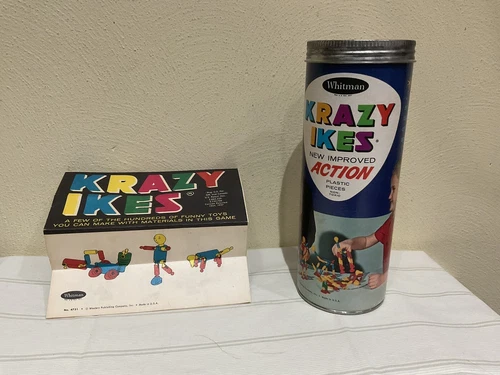 KRAZY
IKES®
A FEW OF THE HUNDREDS OF FUNNY TOYS
YOU CAN MAKE WITH MATERIALS IN THIS GAME
Whitman
Whitman
KRAZY
IKES®
NEW IMPROVED
ACTION
PLASTIC
PIECES